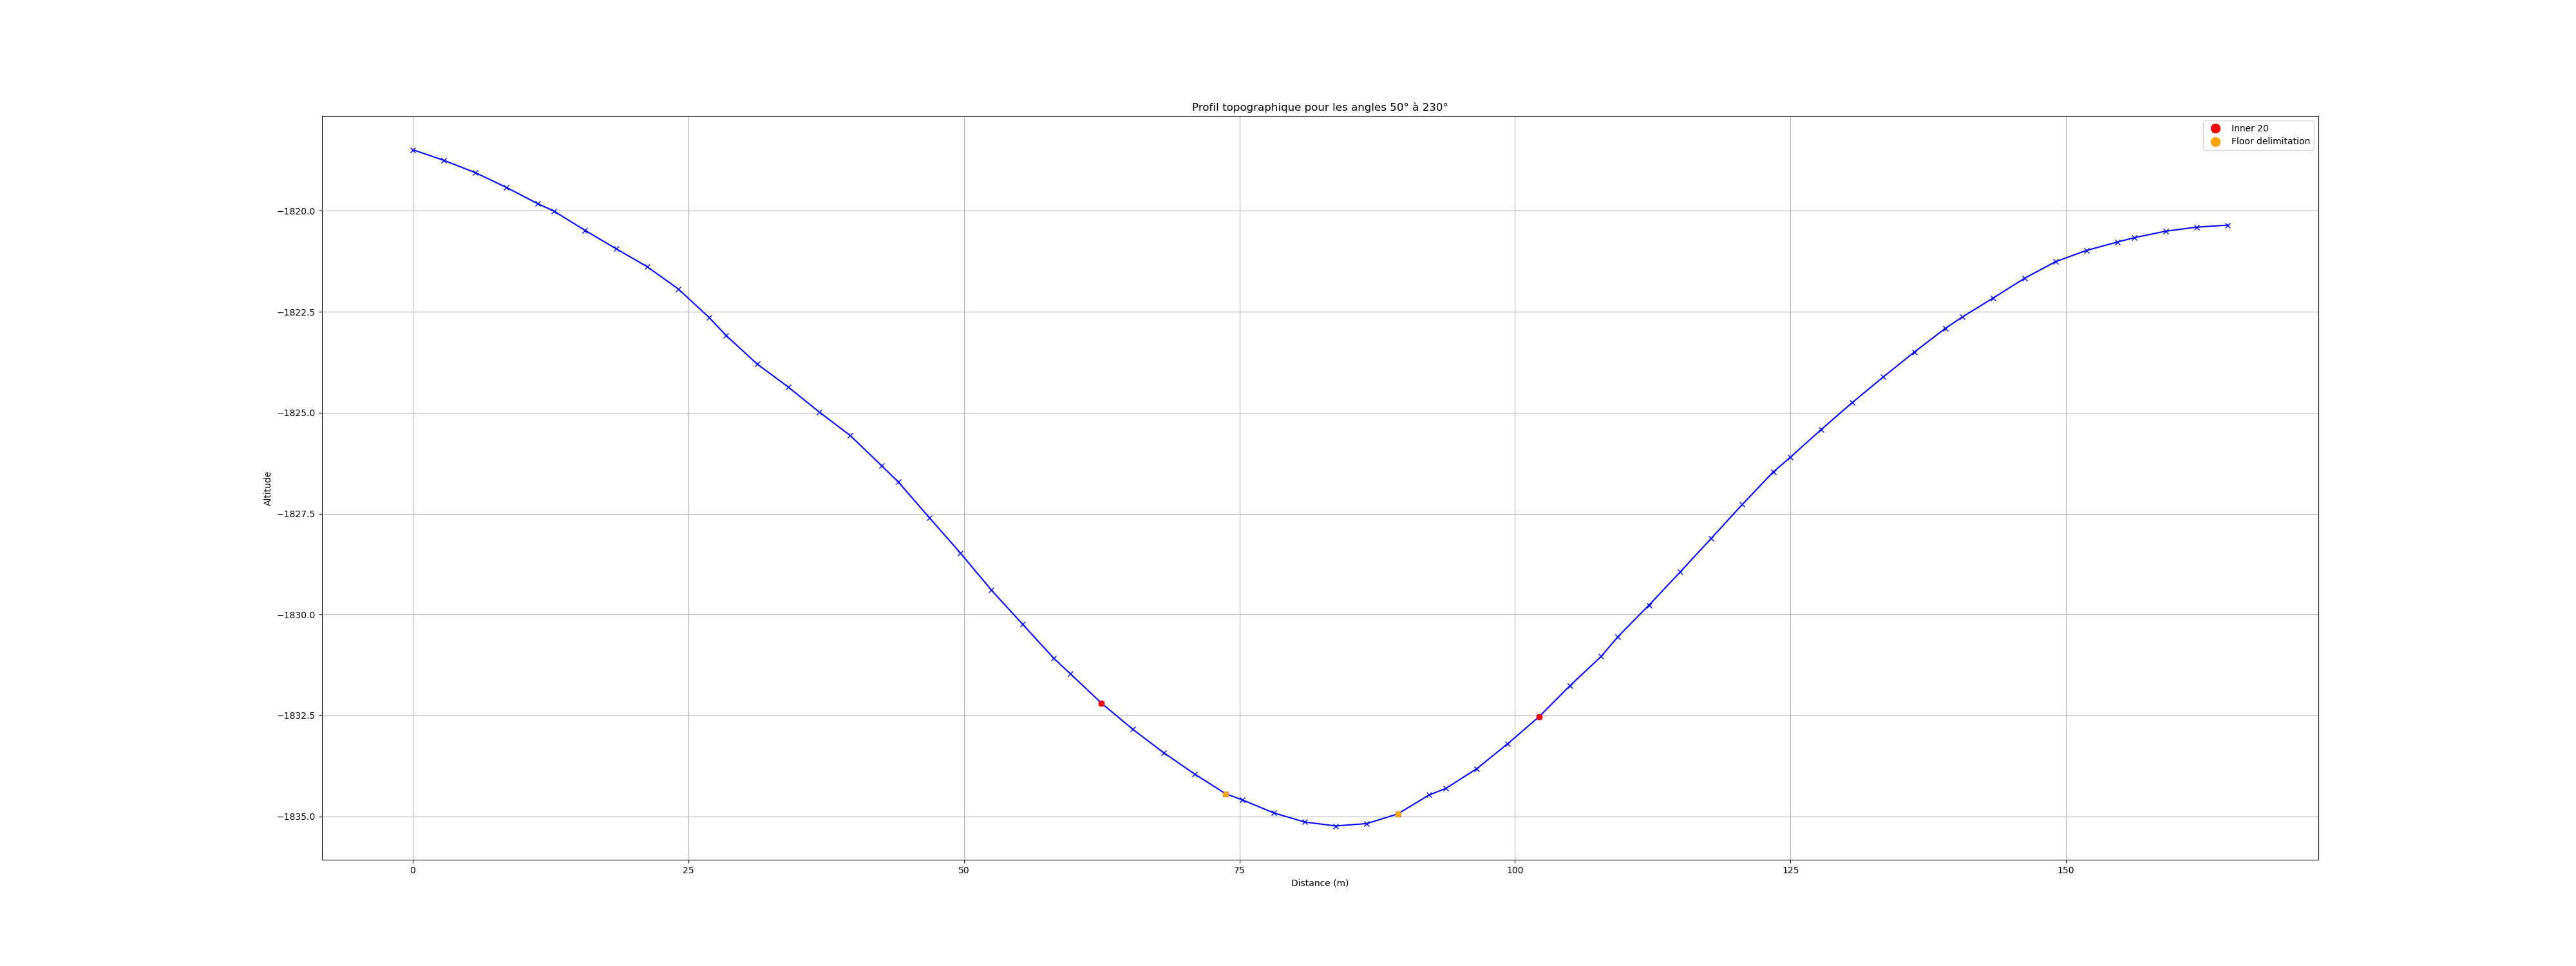 Profil topographique pour les angles 50° à 230°
Inner 20
Floor delimitation
−1820.0
−1822.5
−1825.0
−1827.5
−1830.0
−1832.5
−1835.0
Altitude
0 25 50 75 100 125 150
Distance (m)